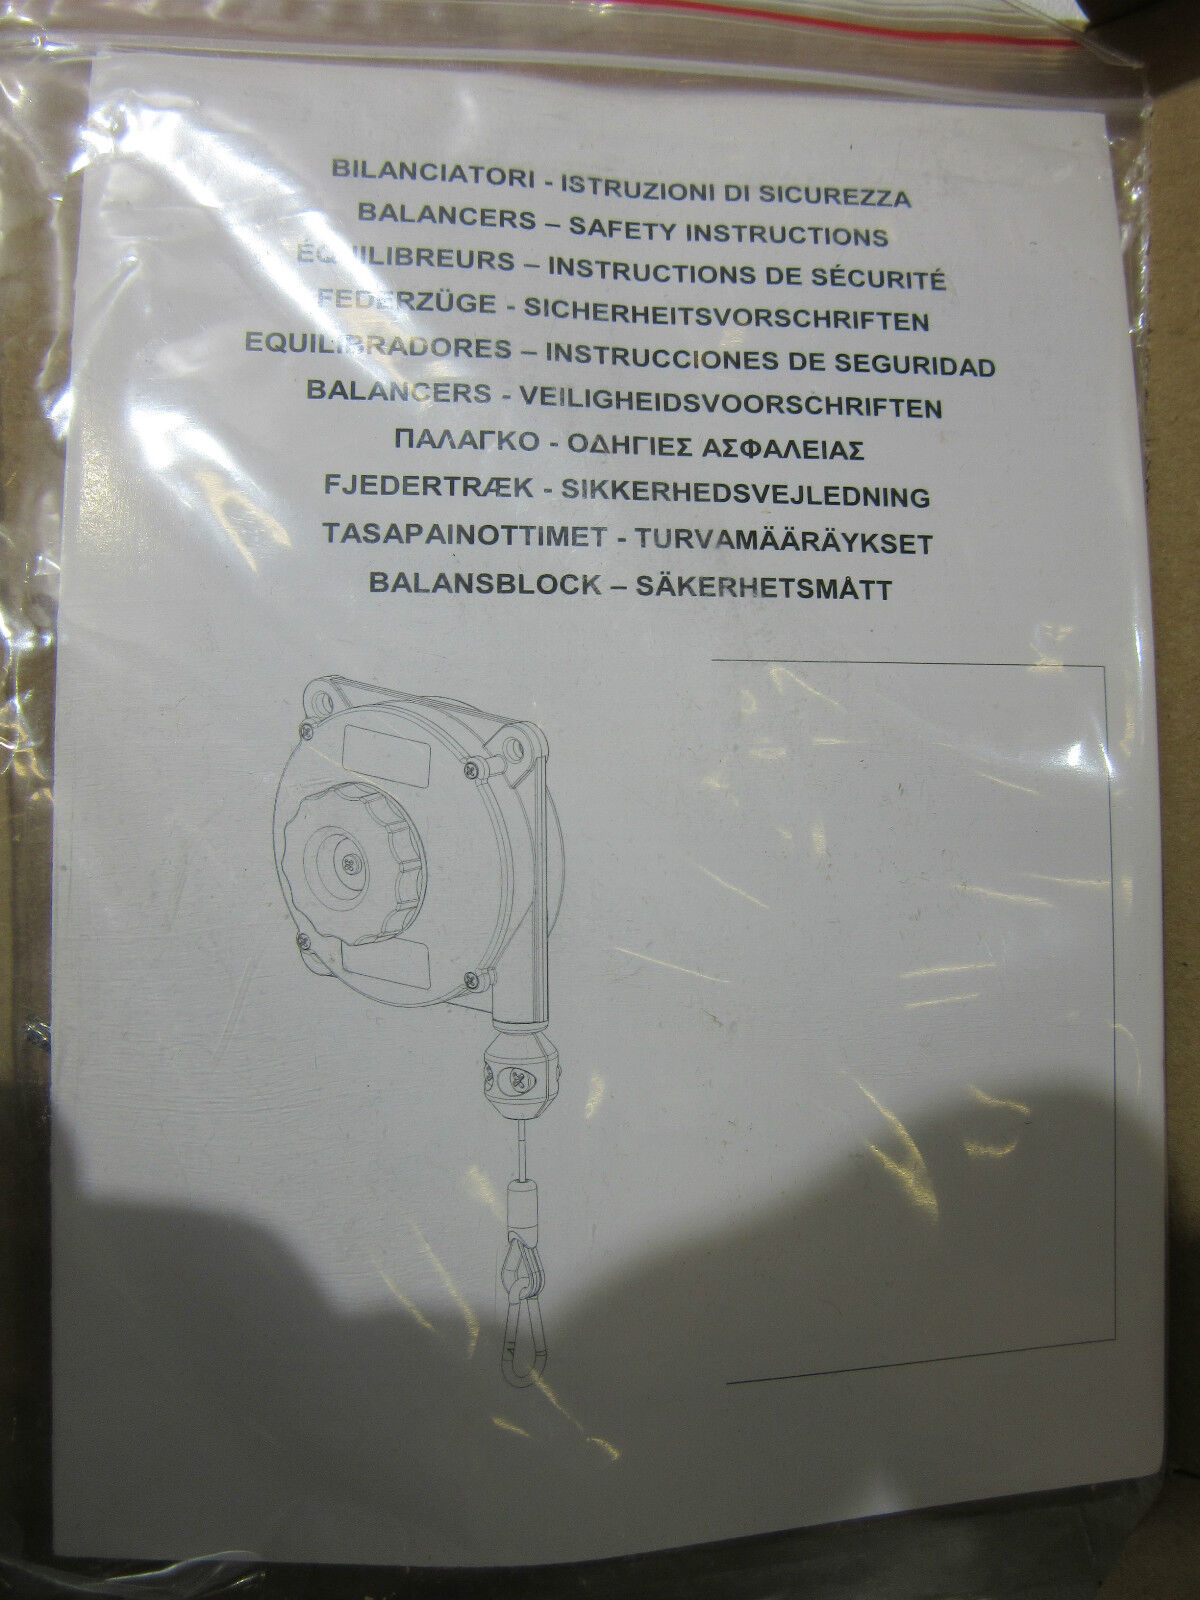 BILANCIATORI - ISTRUZIONI DI SICUREZZA
BALANCERS – SAFETY INSTRUCTIONS
ÉQUILIBREURS – INSTRUCTIONS DE SÉCURITÉ
FEDERZÜGE - SICHERHEITSVORSCHRIFTEN
EQUILIBRADORES – INSTRUCCIONES DE SEGURIDAD
BALANCERS - VEILIGHEIDSVOORSCHRIFTEN
ΠΑΛΑΓΚΟ - ΟΔΗΓΙΕΣ ΑΣΦΑΛΕΙΑΣ
FJEDERTRÆK - SIKKERHEDSVEJLEDNING
TASAPAINOTTIMET - TURVAMÄÄRÄYKSET
BALANSBLOCK – SÄKERHETSMÅTT